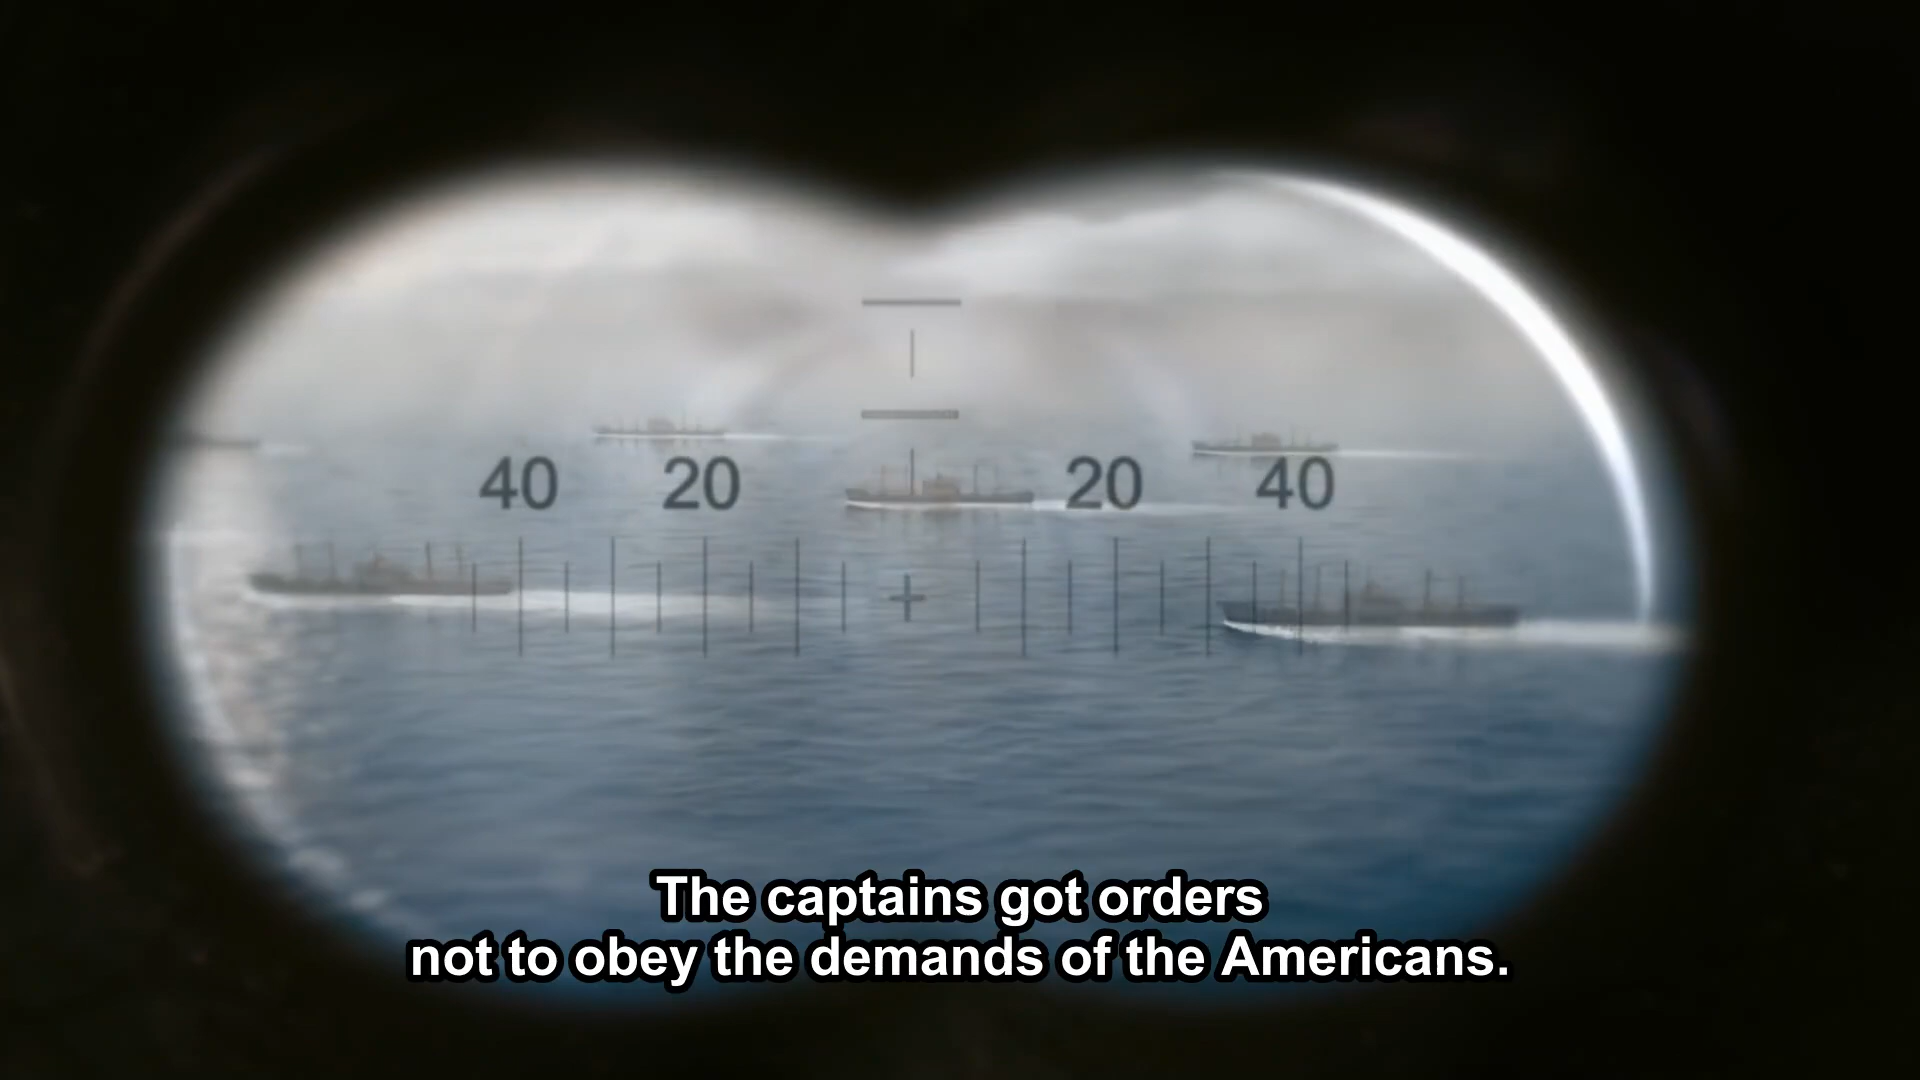 40 20 20 40
The captains got orders
not to obey the demands of the Americans.